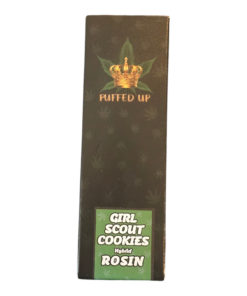 PUFFED UP
GIRL
SCOUT
COOKIES
Hybrid
ROSIN